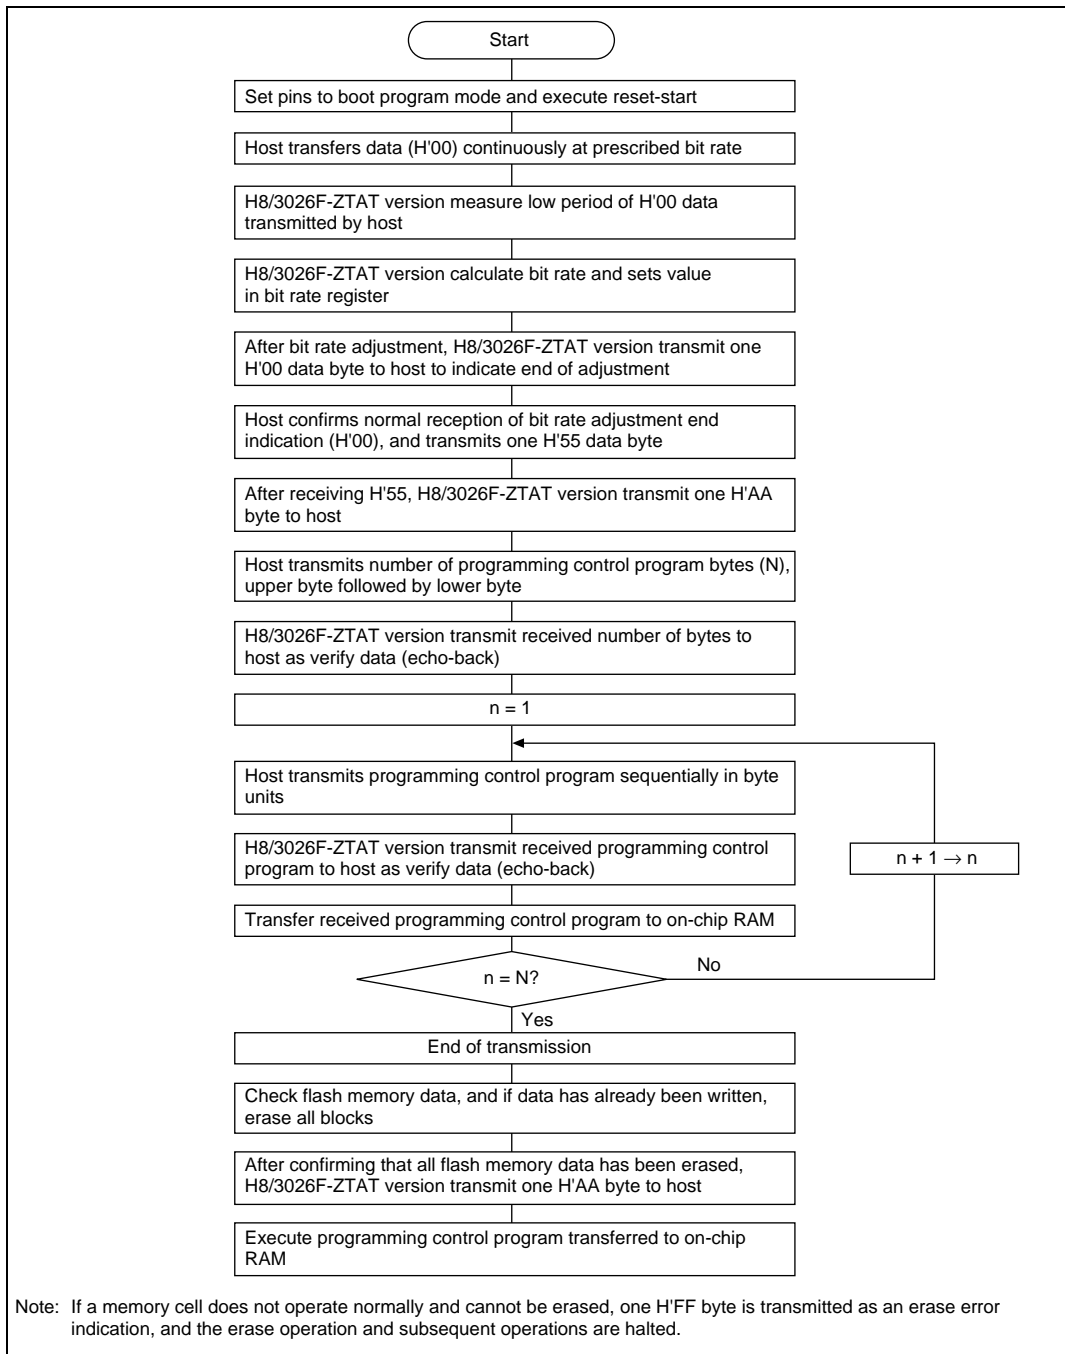 Start
Set pins to boot program mode and execute reset-start
Host transfers data (H'00) continuously at prescribed bit rate
H8/3026F-ZTAT version measure low period of H'00 data
transmitted by host
H8/3026F-ZTAT version calculate bit rate and sets value
in bit rate register
After bit rate adjustment, H8/3026F-ZTAT version transmit one
H'00 data byte to host to indicate end of adjustment
Host confirms normal reception of bit rate adjustment end
indication (H'00), and transmits one H'55 data byte
After receiving H'55, H8/3026F-ZTAT version transmit one H'AA
byte to host
Host transmits number of programming control program bytes (N),
upper byte followed by lower byte
H8/3026F-ZTAT version transmit received number of bytes to
host as verify data (echo-back)
n = 1
Host transmits programming control program sequentially in byte
units
H8/3026F-ZTAT version transmit received programming control
program to host as verify data (echo-back)
n + 1 → n
Transfer received programming control program to on-chip RAM
n = N?
No
Yes
End of transmission
Check flash memory data, and if data has already been written,
erase all blocks
After confirming that all flash memory data has been erased,
H8/3026F-ZTAT version transmit one H'AA byte to host
Execute programming control program transferred to on-chip
RAM
Note: If a memory cell does not operate normally and cannot be erased, one H'FF byte is transmitted as an erase error
indication, and the erase operation and subsequent operations are halted.